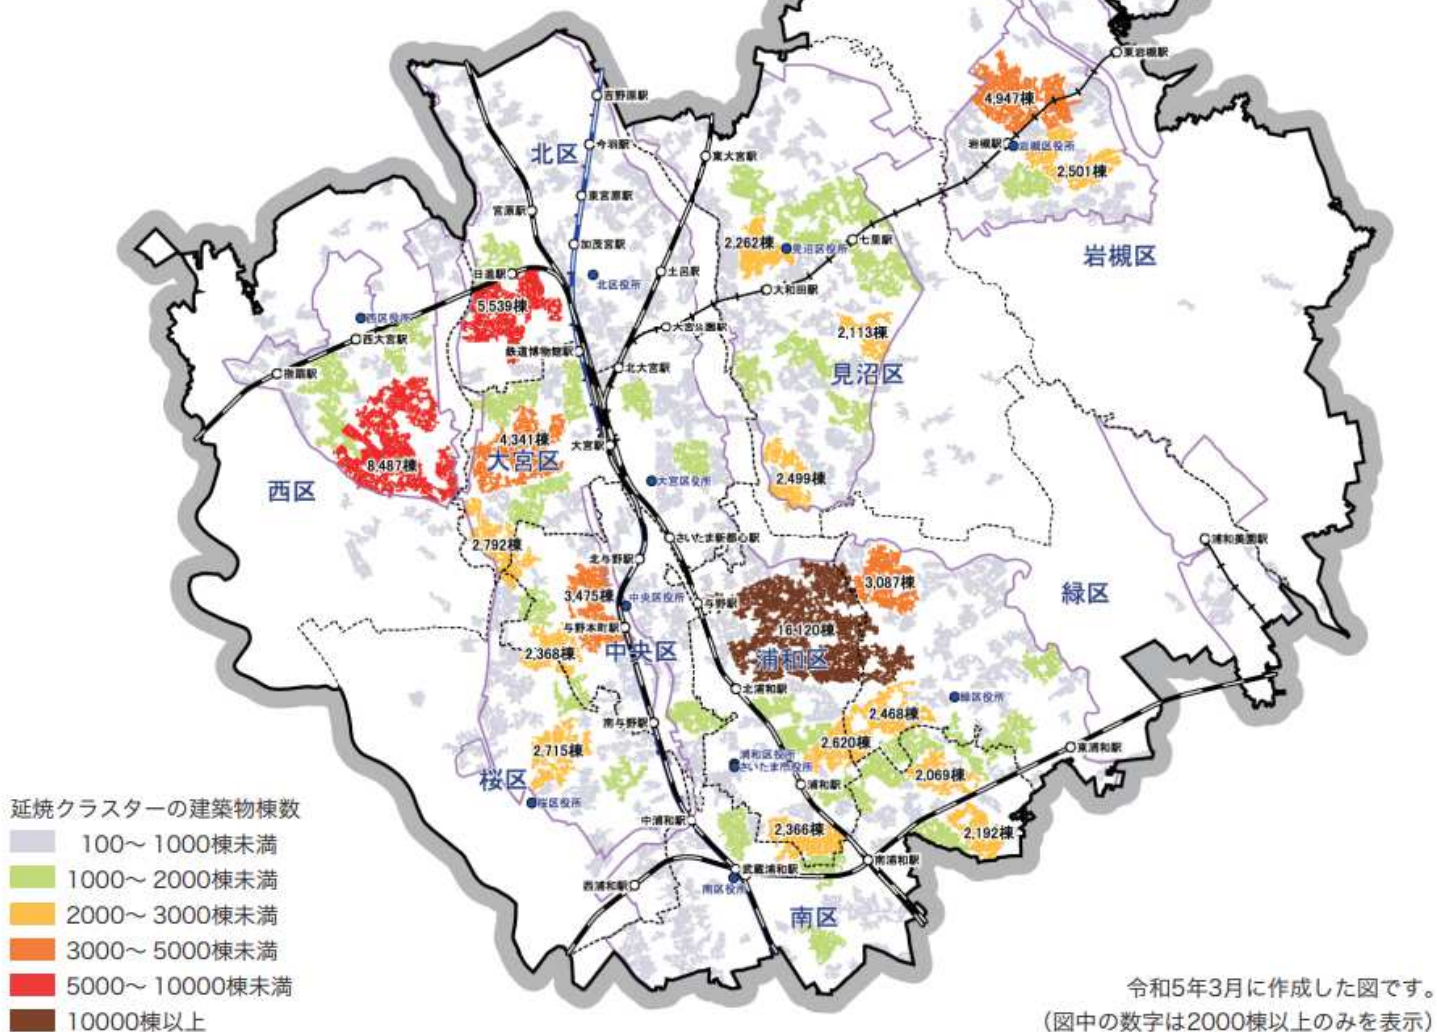 東岩槻駅
吉野原駅
4,947棟
北区
今羽駅
岩槻駅
岩槻区役所
東大宮駅
2,501棟
東宮原駅
宮原駅
2,262棟
七里駅
見沼区役所
加茂宮駅
岩槻区
日進駅
土呂駅
北区役所
大和田駅
5,539棟
西区役所
大宮公園駅
2,113棟
西大宮駅
鉄道博物館駅
北大宮駅
指扇駅
見沼区
4,341棟
大宮駅
大宮区
8,487棟
西区
大宮区役所
2,499棟
さいたま新都心駅
浦和美園駅
2,792棟
北与野駅
3,087棟
3,475棟
中央区役所
与野駅
緑区
与野本町駅
16,120棟
2,368棟
中央区
浦和区
北浦和駅
緑区役所
2,468棟
南与野駅
2,620棟
2,715棟
東浦和駅
浦和区役所
さいたま市役所
2,069棟
桜区
浦和駅
桜区役所
中浦和駅
2,366棟
2,192棟
南浦和駅
武蔵浦和駅
西浦和駅
南区役所
南区
延焼クラスターの建築物棟数
100～ 1000棟未満
1000～ 2000棟未満
2000～ 3000棟未満
3000～ 5000棟未満
5000～ 10000棟未満
10000棟以上
令和5年3月に作成した図です。
（図中の数字は2000棟以上のみを表示）